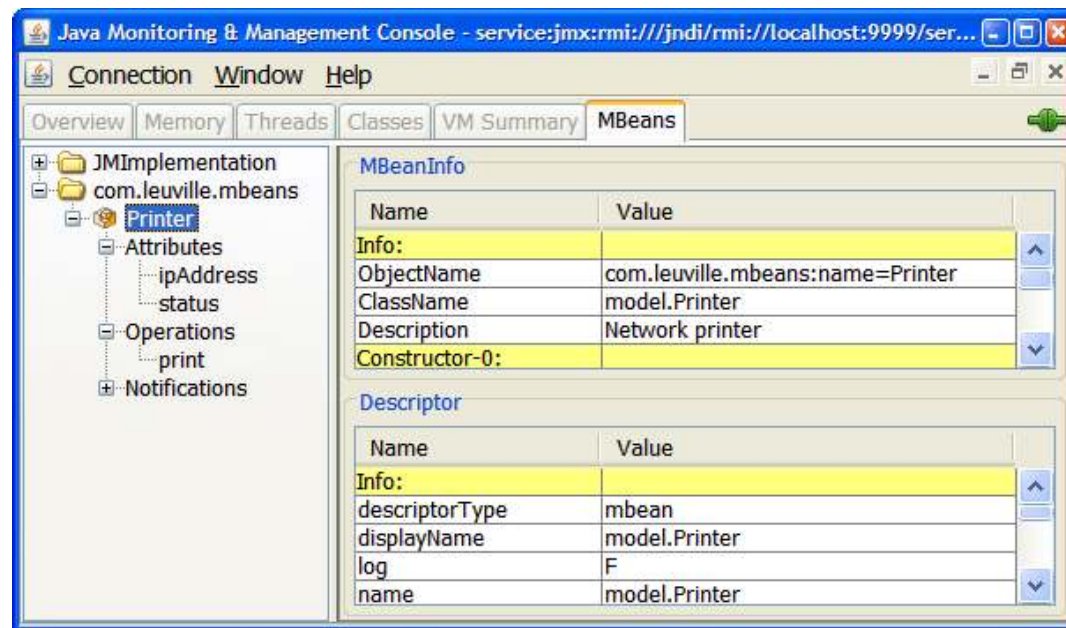 Java Monitoring & Management Console - service:jmx:rmi:///jndi/rmi://localhost:9999/ser...
Connection Window Help
Overview Memory Threads Classes VM Summary MBeans
JMImplementation
com.leuville.mbeans
Printer
Attributes
ipAddress
status
Operations
print
Notifications
MBeanInfo
Name Value
Info:
ObjectName com.leuville.mbeans:name=Printer
ClassName model.Printer
Description Network printer
Constructor-0:
Descriptor
Name Value
Info:
descriptorType mbean
displayName model.Printer
log F
name model.Printer